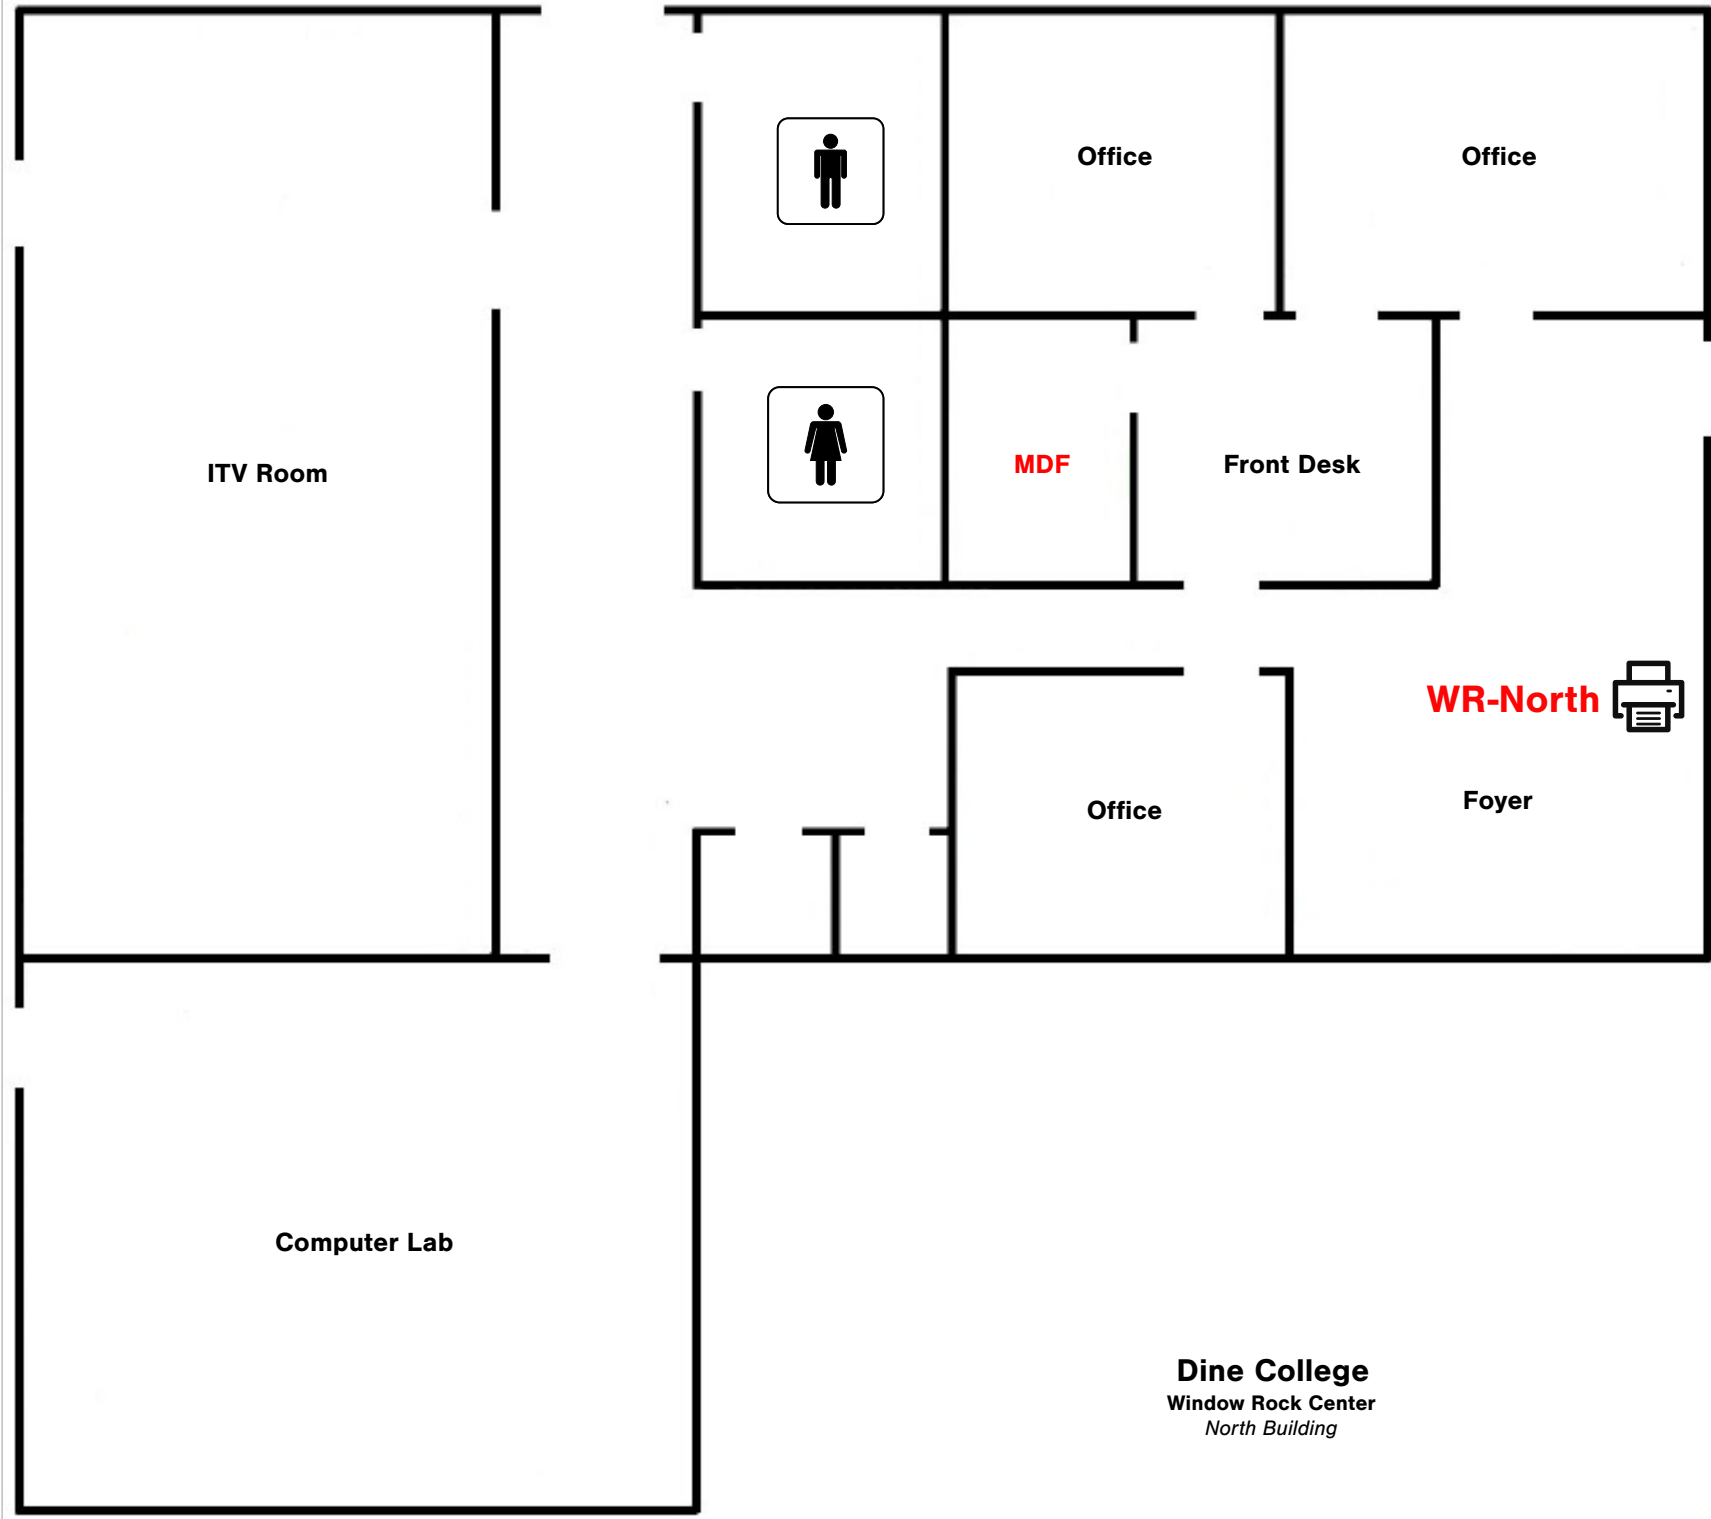 Office
Office
ITV Room
MDF
Front Desk
WR-North
Office
Foyer
Computer Lab
Dine College
Window Rock Center
North Building